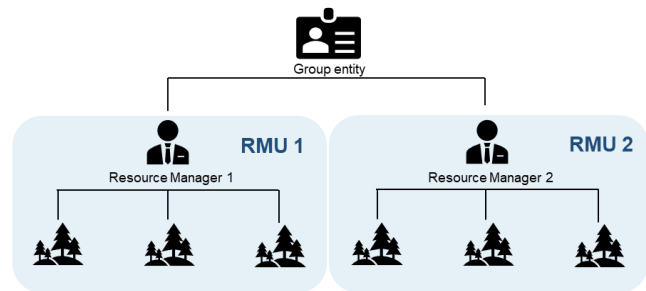 Group entity
RMU 1
RMU 2
Resource Manager 1
Resource Manager 2